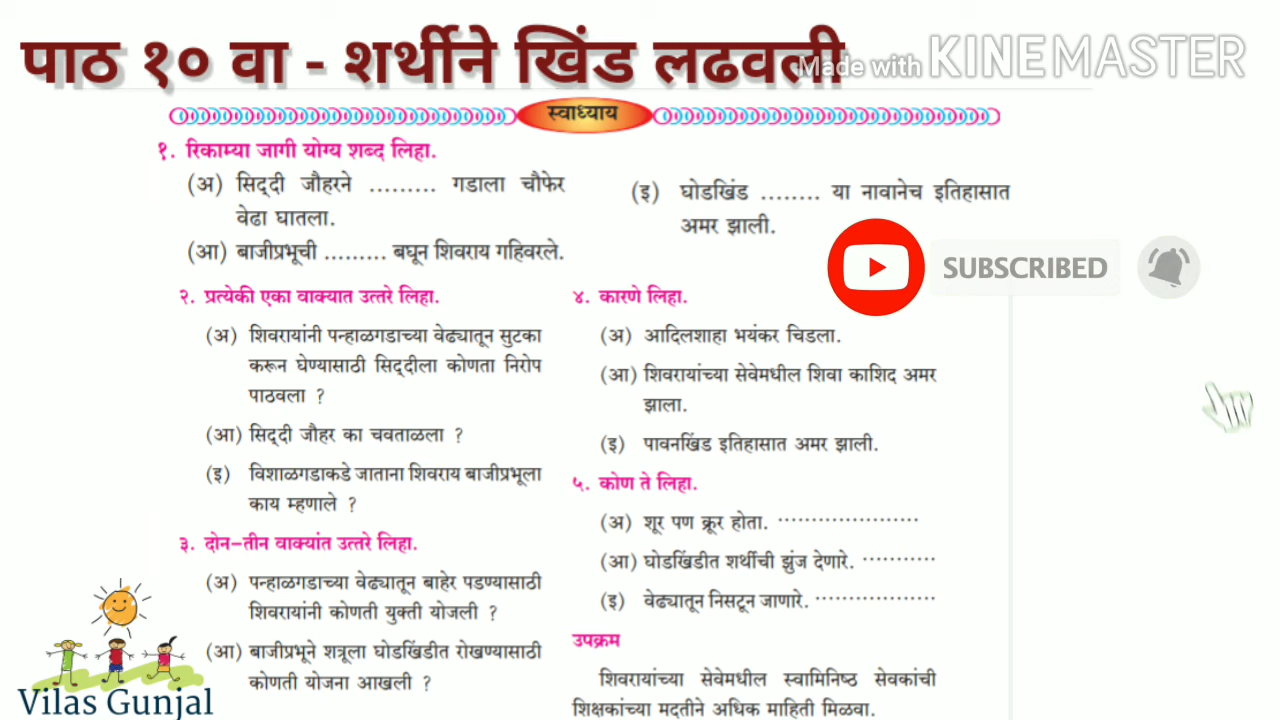 पाठ १० वा - शर्थीने खिंड लढवली
Made with KINEMASTER
स्वाध्याय
१. रिकाम्या जागी योग्य शब्द लिहा.
(अ) सिद्दी जौहरने ......... गडाला चौफेर
वेढा घातला.
(आ) बाजीप्रभूची ......... बघून शिवराय गहिवरले.
(इ) घोडखिंड ........ या नावानेच इतिहासात
अमर झाली.
SUBSCRIBED
२. प्रत्येकी एका वाक्यात उत्तरे लिहा.
(अ) शिवरायांनी पन्हाळगडाच्या वेढ्यातून सुटका
करून घेण्यासाठी सिद्दीला कोणता निरोप
पाठवला ?
(आ) सिद्दी जौहर का चवताळला ?
(इ) विशाळगडाकडे जाताना शिवराय बाजीप्रभूला
काय म्हणाले ?
३. दोन-तीन वाक्यांत उत्तरे लिहा.
(अ) पन्हाळगडाच्या वेढ्यातून बाहेर पडण्यासाठी
शिवरायांनी कोणती युक्ती योजली ?
(आ) बाजीप्रभूने शत्रूला घोडखिंडीत रोखण्यासाठी
कोणती योजना आखली ?
४. कारणे लिहा.
(अ) आदिलशाहा भयंकर चिडला.
(आ) शिवरायांच्या सेवेमधील शिवा काशिद अमर
झाला.
(इ) पावनखिंड इतिहासात अमर झाली.
५. कोण ते लिहा.
(अ) शूर पण क्रूर होता. .....................
(आ) घोडखिंडीत शर्थीची झुंज देणारे. ...........
(इ) वेढ्यातून निसटून जाणारे. ..................
उपक्रम
शिवरायांच्या सेवेमधील स्वामिनिष्ठ सेवकांची
शिक्षकांच्या मदतीने अधिक माहिती मिळवा.
Vilas Gunjal